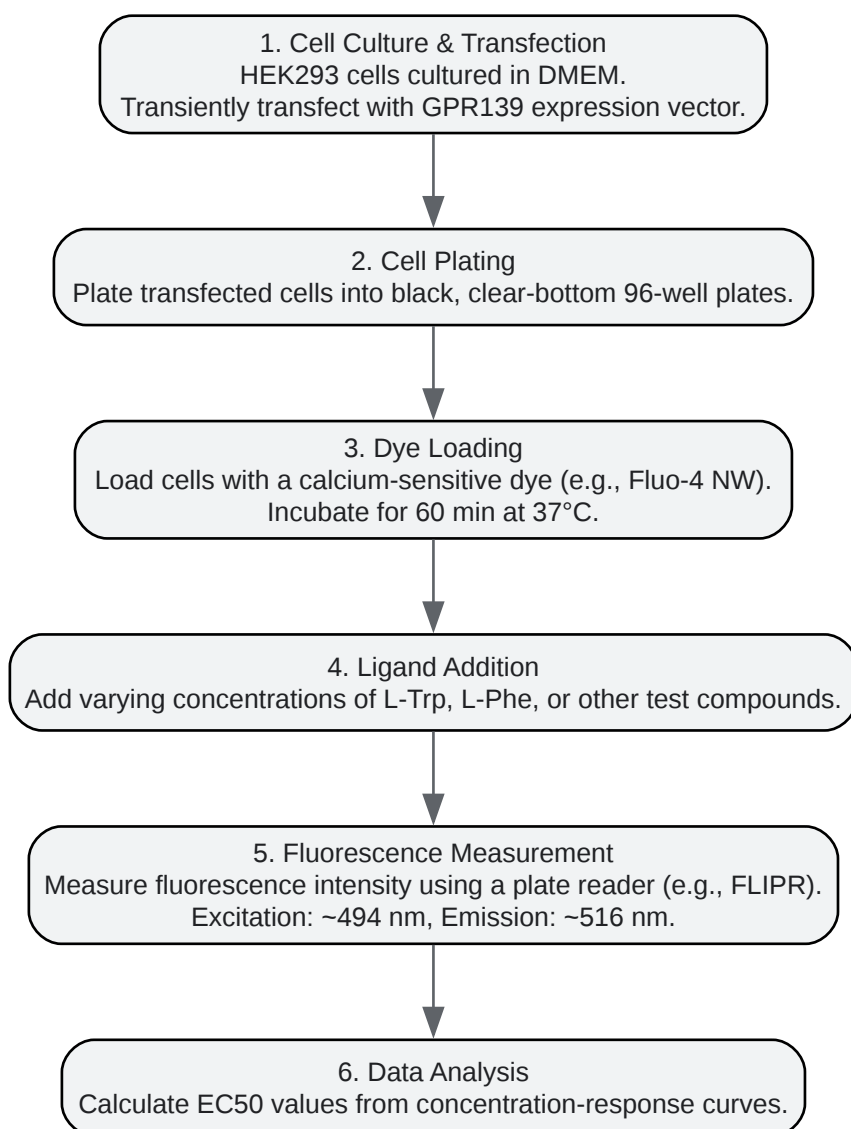 1. Cell Culture & Transfection
HEK293 cells cultured in DMEM.
Transiently transfect with GPR139 expression vector.
2. Cell Plating
Plate transfected cells into black, clear-bottom 96-well plates.
3. Dye Loading
Load cells with a calcium-sensitive dye (e.g., Fluo-4 NW).
Incubate for 60 min at 37°C.
4. Ligand Addition
Add varying concentrations of L-Trp, L-Phe, or other test compounds.
5. Fluorescence Measurement
Measure fluorescence intensity using a plate reader (e.g., FLIPR).
Excitation: ~494 nm, Emission: ~516 nm.
6. Data Analysis
Calculate EC50 values from concentration-response curves.